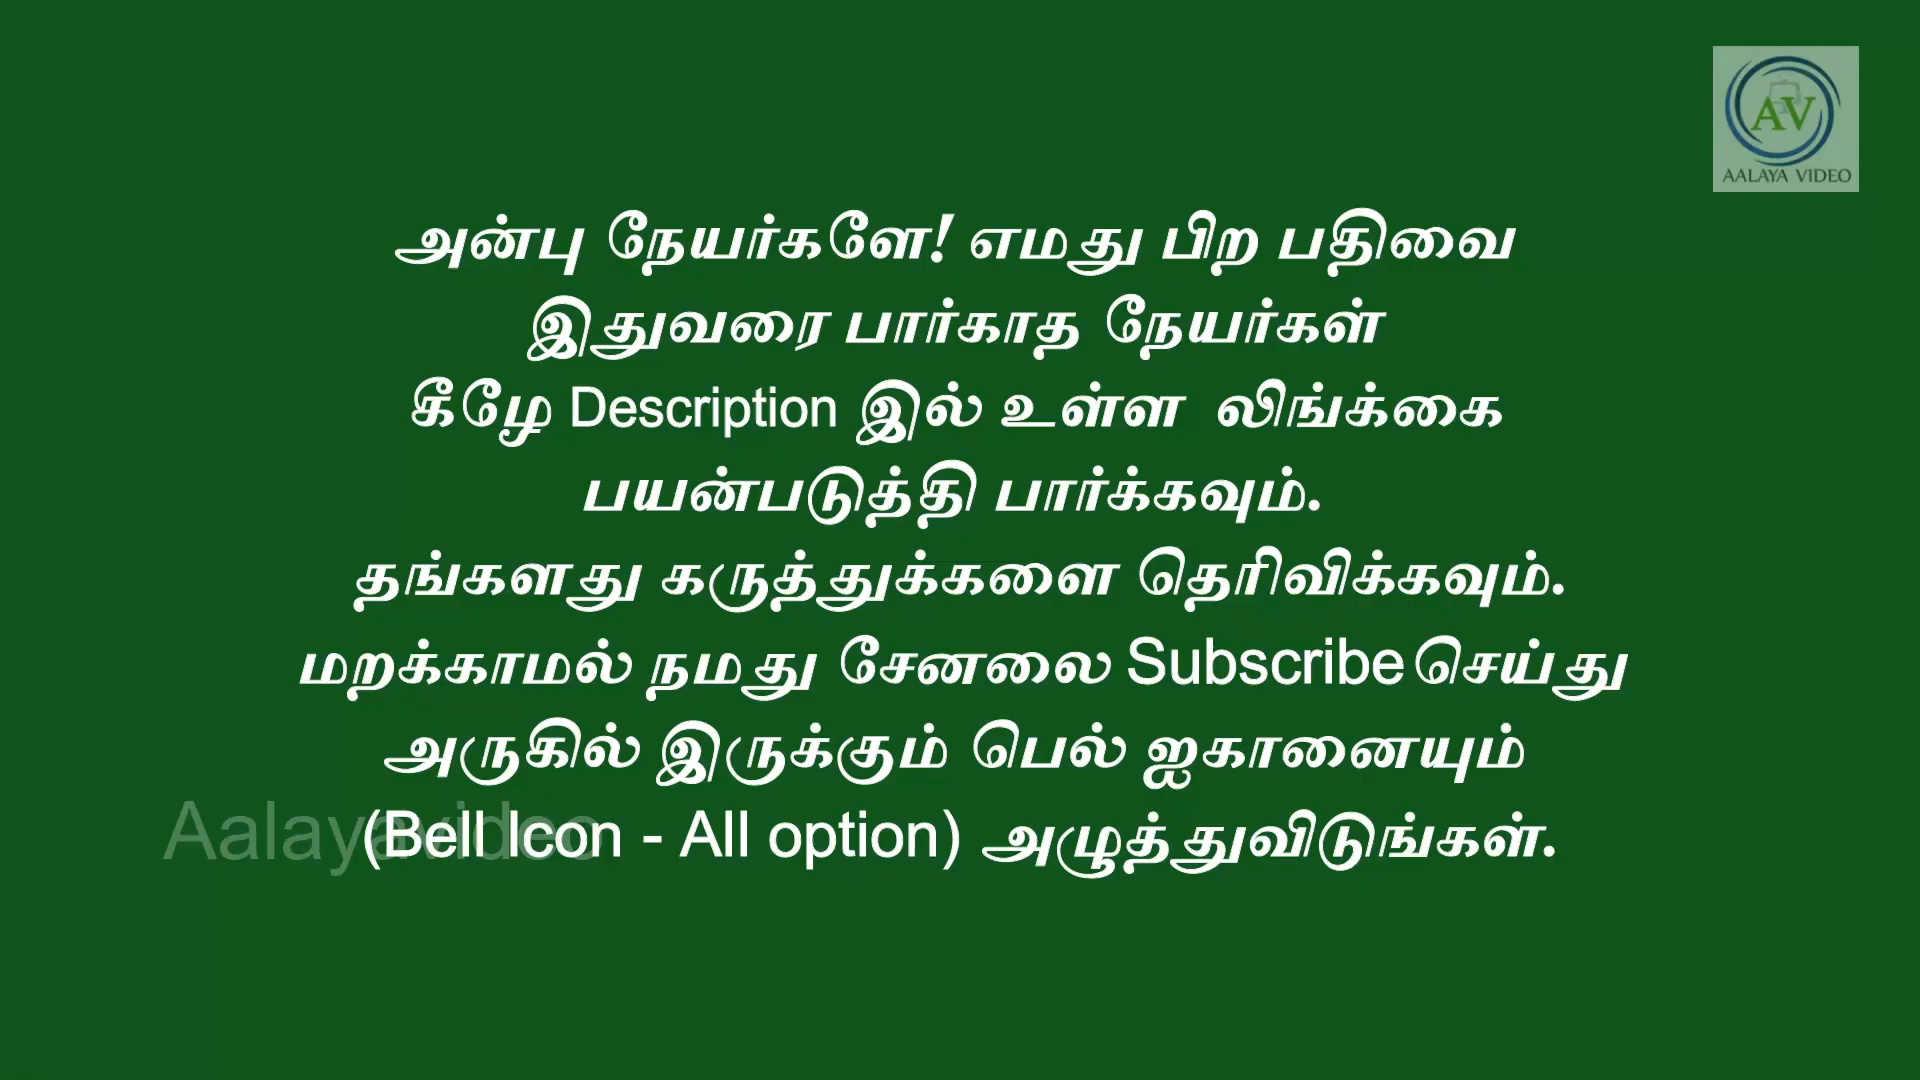 AV
AALAYA VIDEO
அன்பு நேயர்களே! எமது பிற பதிவை
இதுவரை பார்காத நேயர்கள்
கீழே Description இல் உள்ள லிங்க்கை
பயன்படுத்தி பார்க்கவும்.
தங்களது கருத்துக்களை தெரிவிக்கவும்.
மறக்காமல் நமது சேனலை Subscribe செய்து
அருகில் இருக்கும் பெல் ஐகானையும்
(Bell Icon - All option) அழுத்துவிடுங்கள்.
Aalayavideo